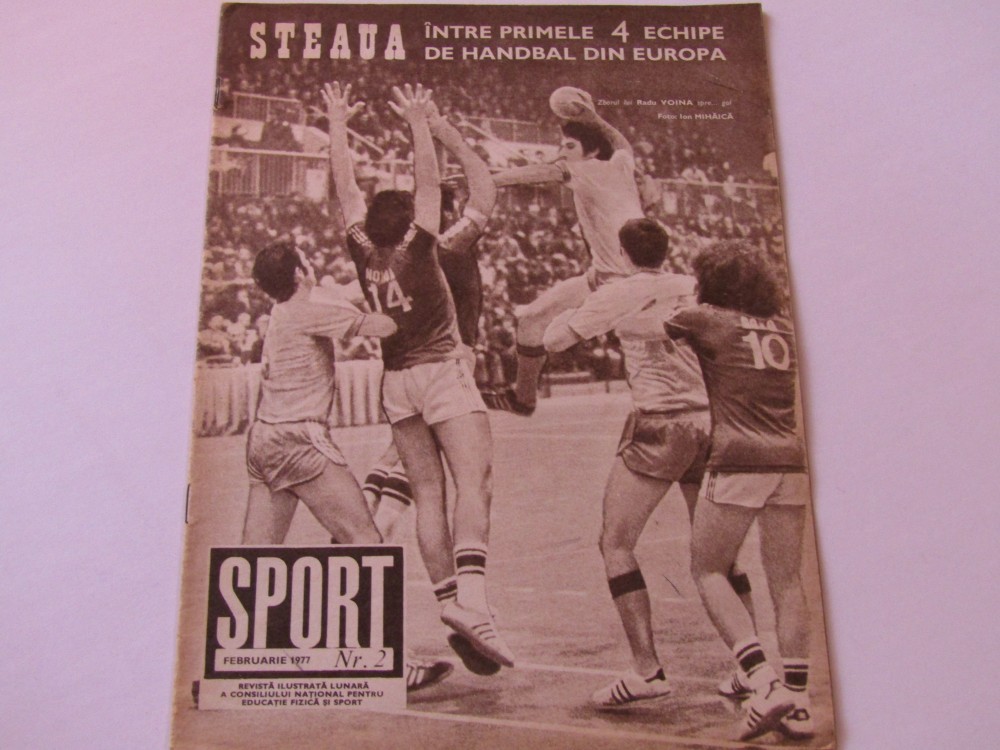 STEAUA
ÎNTRE PRIMELE 4 ECHIPE
DE HANDBAL DIN EUROPA
Zborul lui Radu VOINA spre... gol
Foto: Ion MIHĂICĂ
14
10
SPORT
FEBRUARIE 1977 Nr. 2
REVISTĂ ILUSTRATĂ LUNARĂ
A CONSILIULUI NAȚIONAL PENTRU
EDUCAȚIE FIZICĂ ȘI SPORT